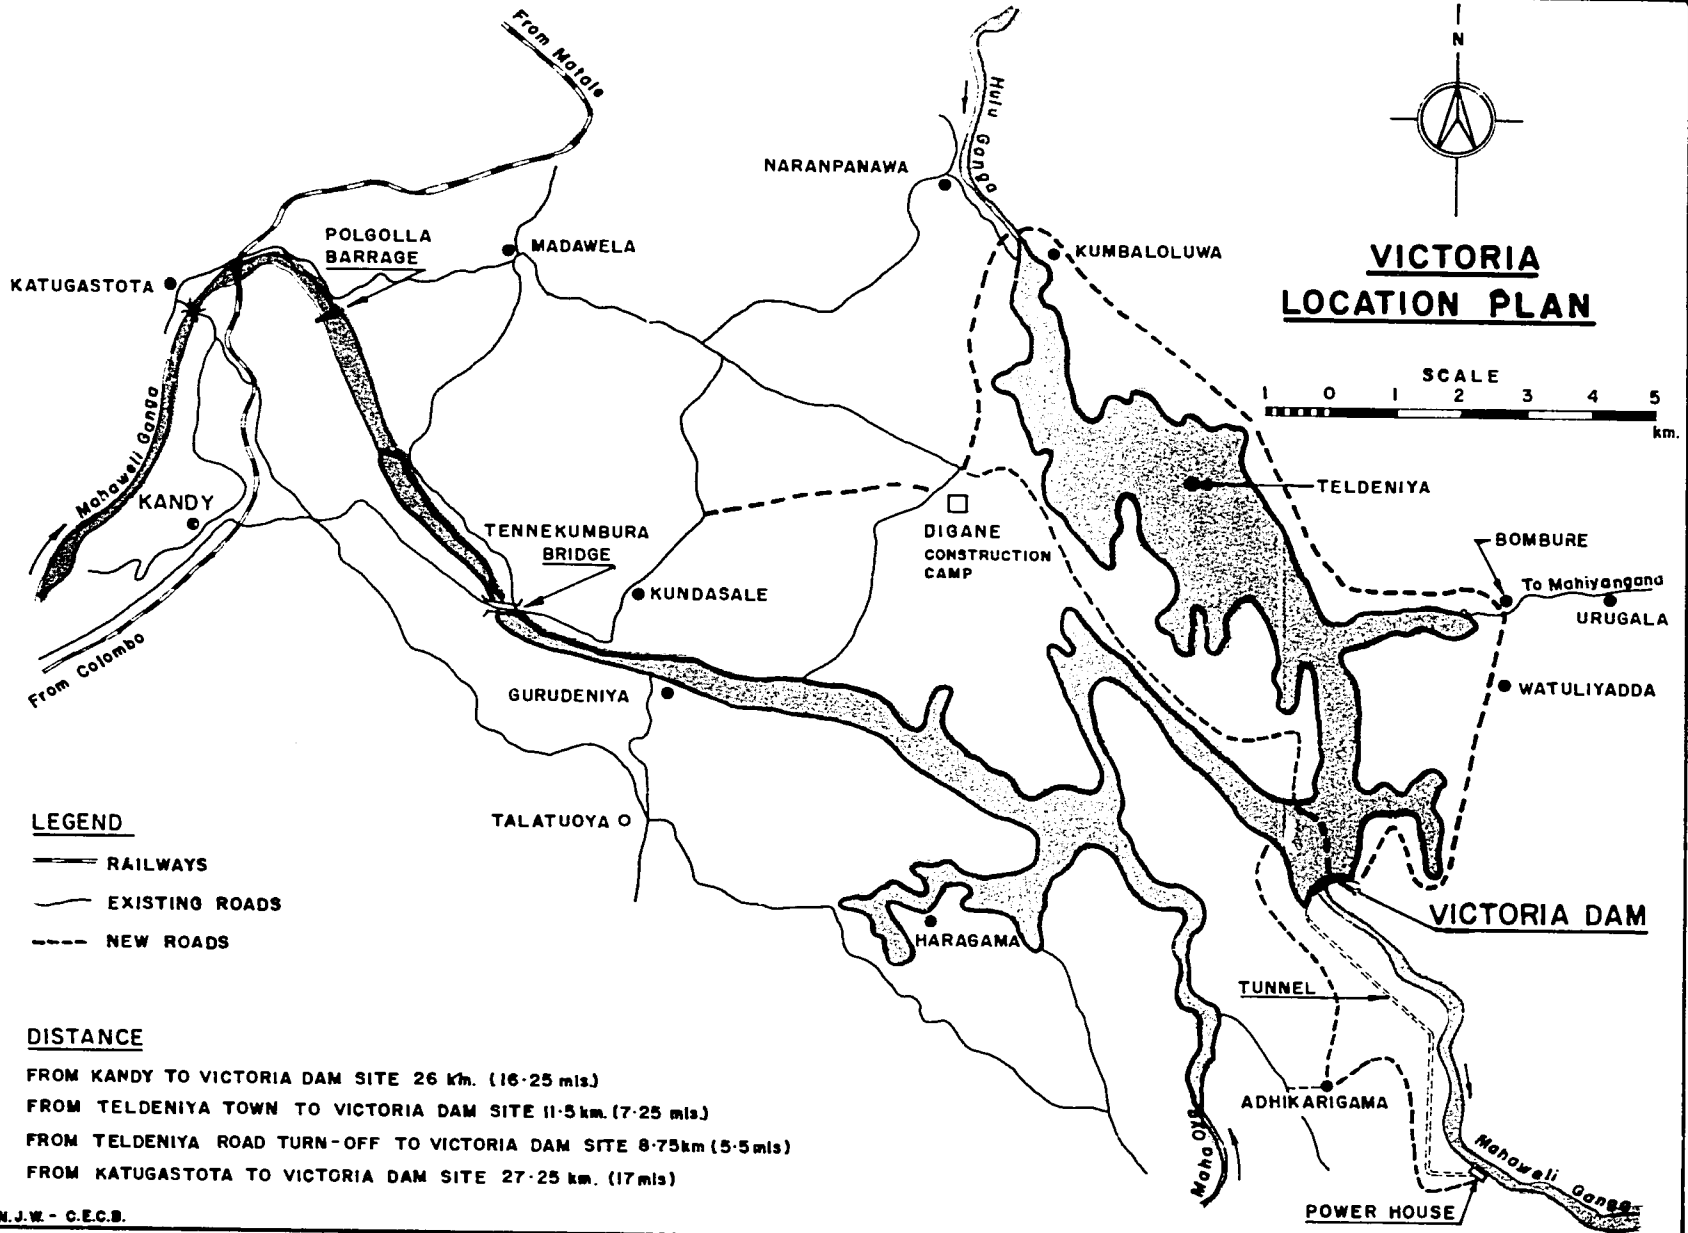 From Matale
Hulu Ganga
N
NARANPANAWA
POLGOLLA
BARRAGE
MADAWELA
KUMBALOLUWA
VICTORIA
LOCATION PLAN
KATUGASTOTA
SCALE
1 0 1 2 3 4 5
km.
Mahaweli Ganga
KANDY
TELDENIYA
TENNEKUMBURA
BRIDGE
DIGANE
CONSTRUCTION
CAMP
BOMBURE
To Mahiyangana
URUGALA
KUNDASALE
From Colombo
GURUDENIYA
WATULIYADDA
LEGEND
RAILWAYS
EXISTING ROADS
NEW ROADS
TALATUOYA
HARAGAMA
VICTORIA DAM
TUNNEL
DISTANCE
FROM KANDY TO VICTORIA DAM SITE 26 km. (16·25 mls.)
FROM TELDENIYA TOWN TO VICTORIA DAM SITE 11·5 km. (7·25 mls.)
FROM TELDENIYA ROAD TURN-OFF TO VICTORIA DAM SITE 8·75km (5·5mls)
FROM KATUGASTOTA TO VICTORIA DAM SITE 27·25 km. (17mls)
ADHIKARIGAMA
Maha Oya
Mahaweli Ganga
POWER HOUSE
N.J.W. - C.E.C.B.